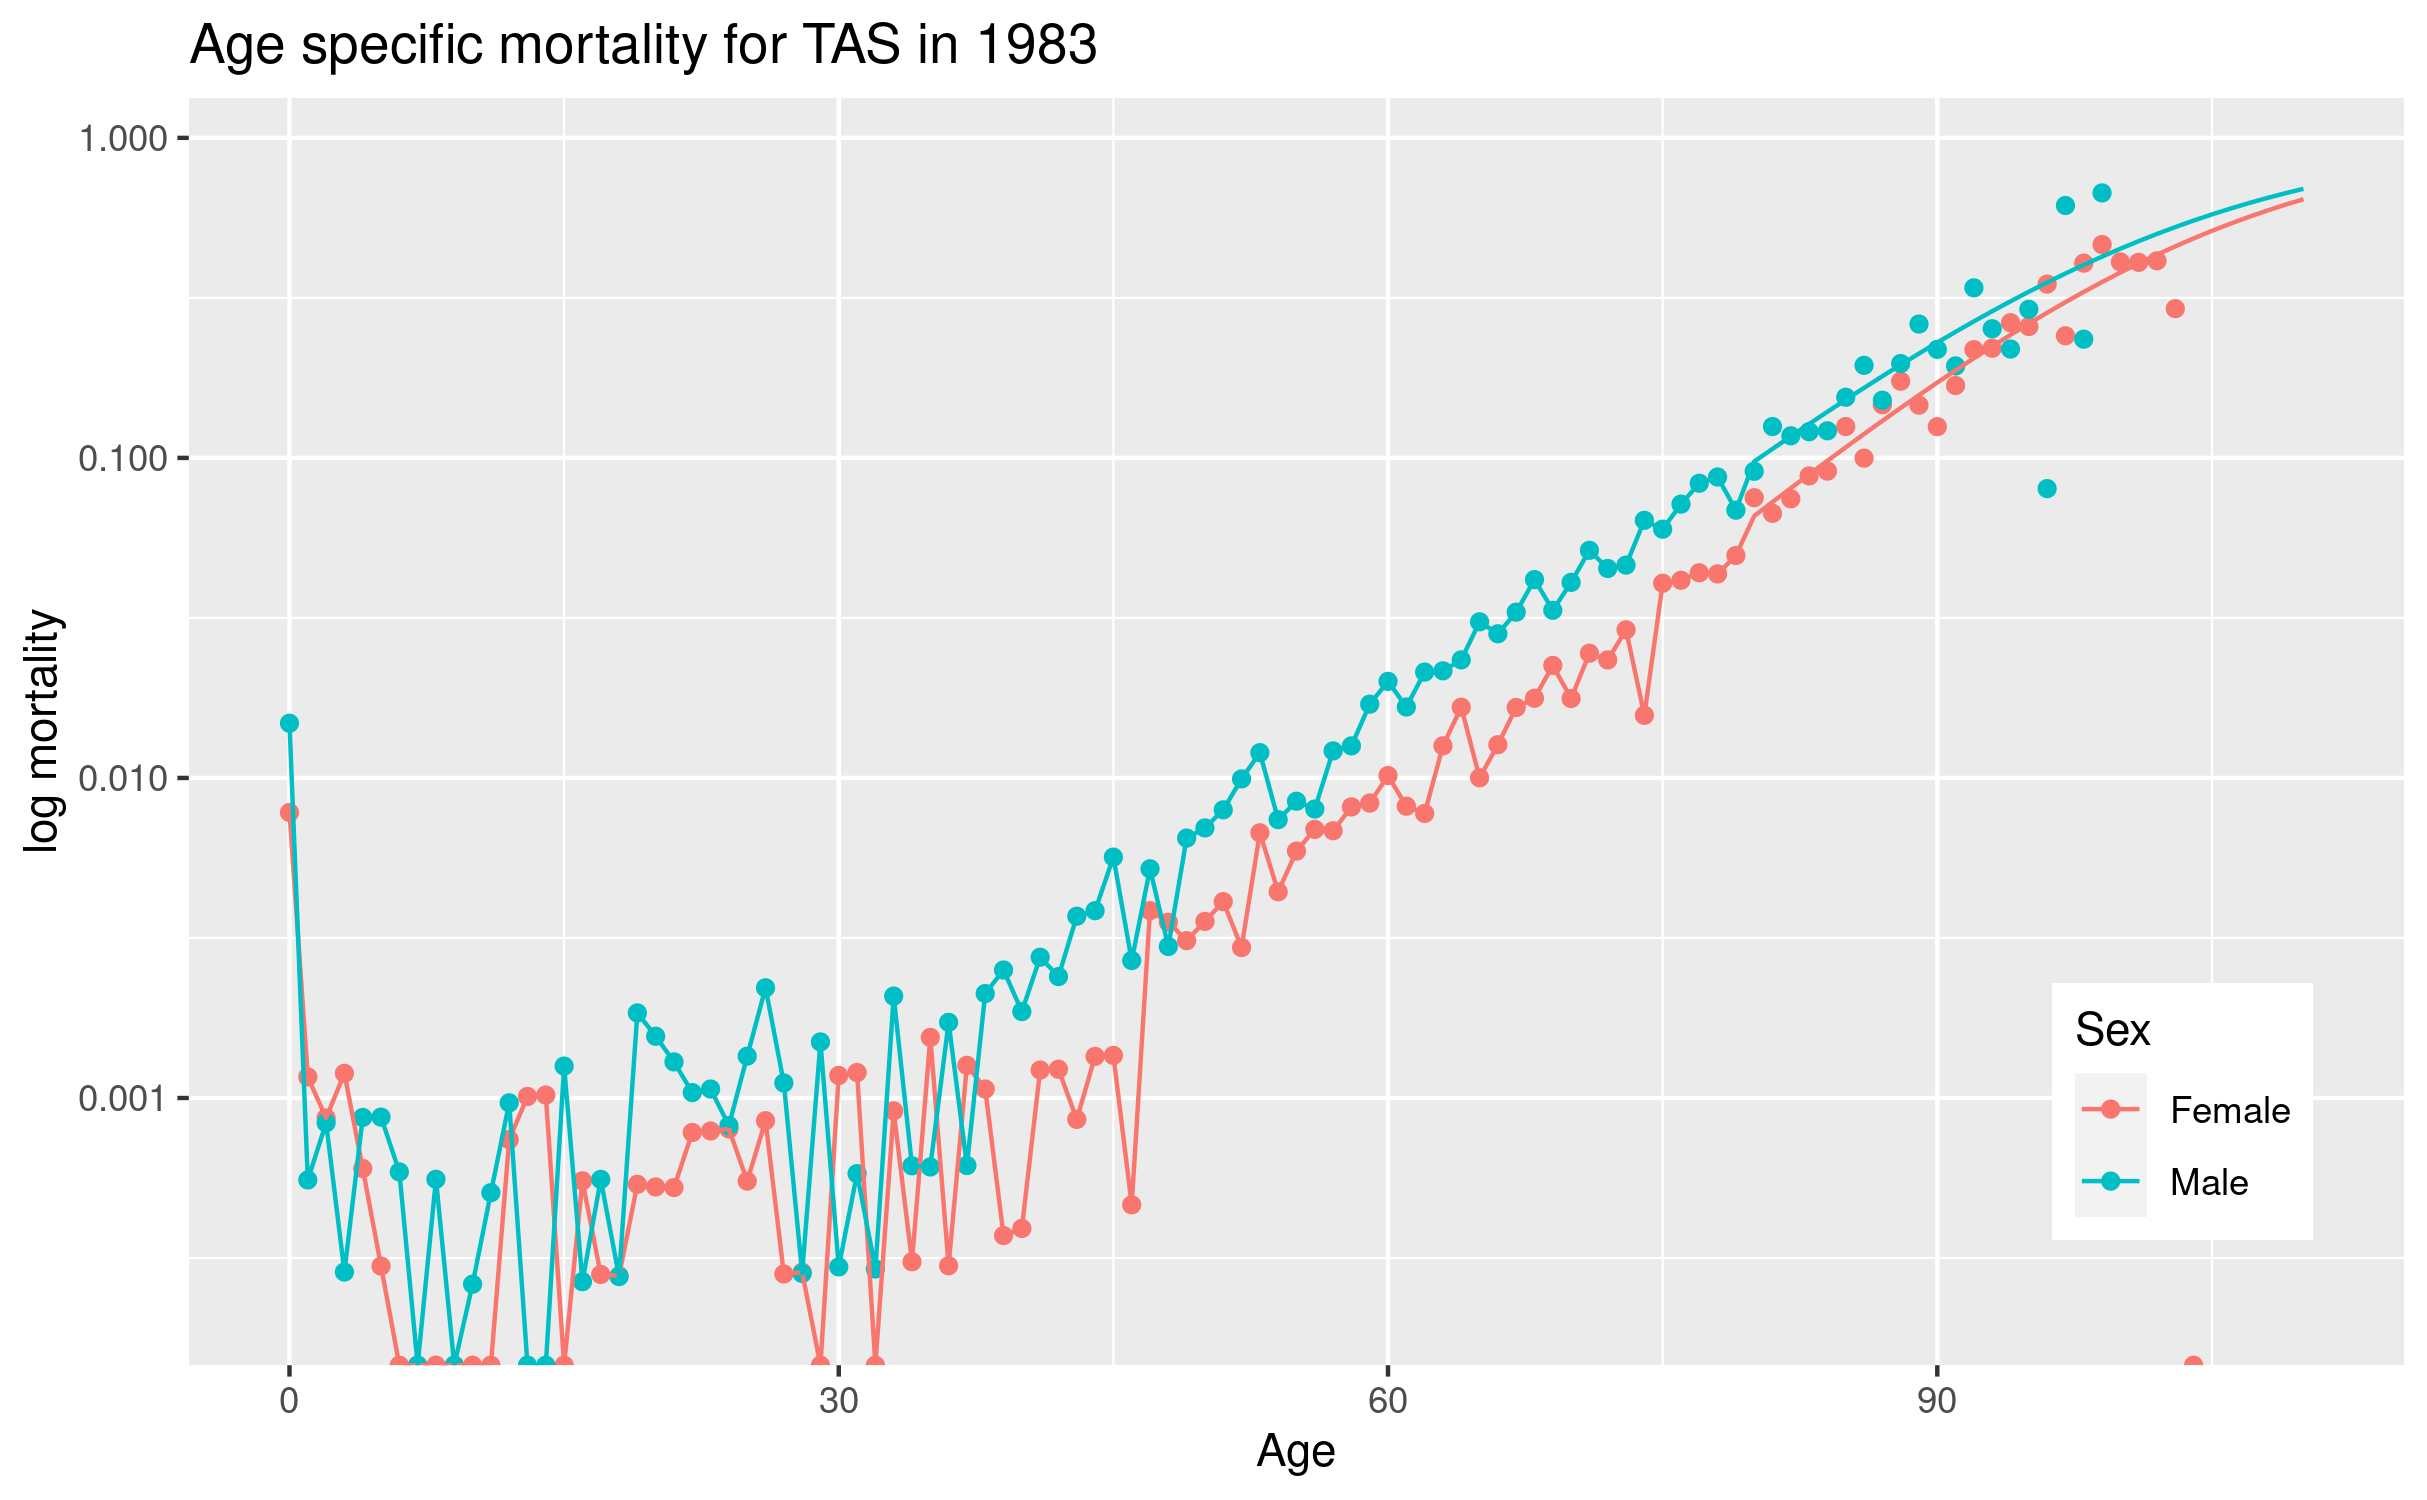 Age specific mortality for TAS in 1983
1.000
0.100
0.010
0.001
log mortality
0 30 60 90
Age
Sex
Female
Male